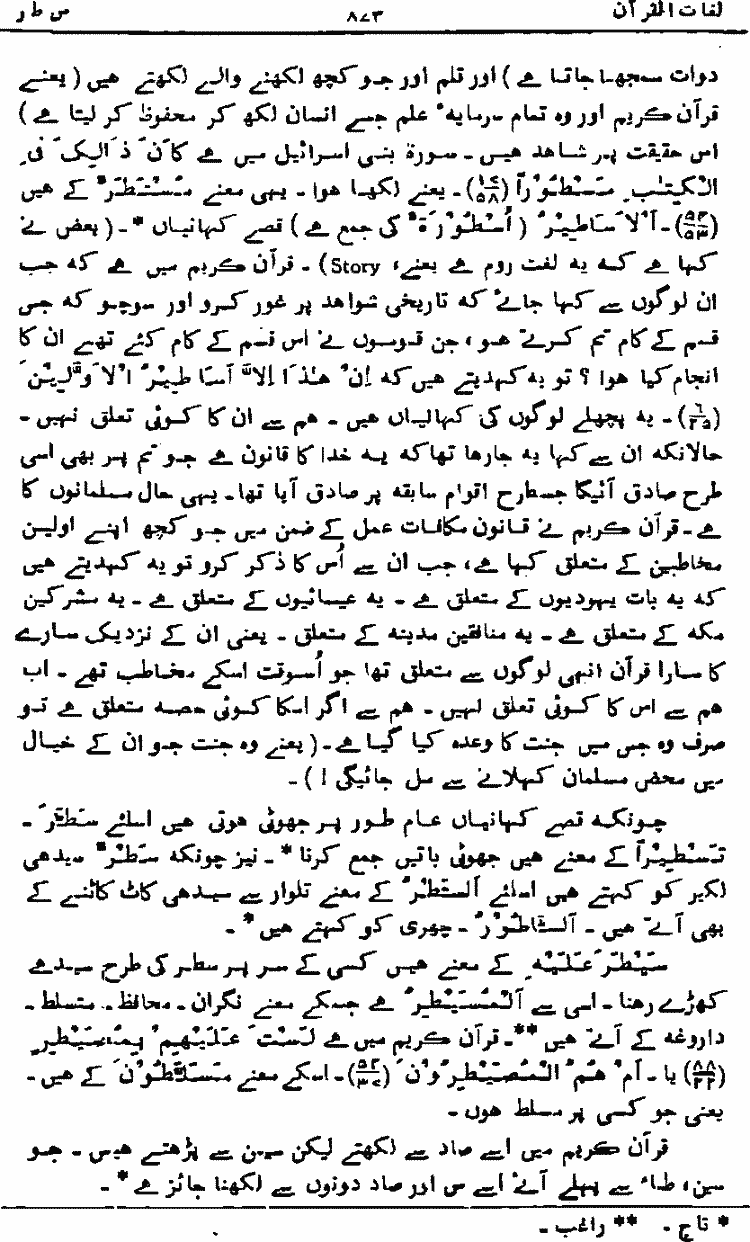 لغات القرآن ۸۷۳ س ط ر
دوات سمجھا جاتا ہے) اور قلم اور جو کچھ لکھنے والے لکھتے ہیں (یعنے
قرآن کریم اور وہ تمام سرمایہٴ علم جسے انسان لکھ کر محفوظ کر لیتا ہے)
اس حقیقت پر شاہد ہیں ۔ سورۃ بنی اسرائیل میں ہے کَانَ ذَالِکَ فِی
الْکِتٰبِ مَسْطُوْراً (۱۷/۵۸)۔ یعنے لکھا ہوا ۔ یہی معنے مُسْتَطَرٌ کے ہیں
(۵۴/۵۳)۔ اَلْاَسَاطِیْرُ (اُسْطُوْرَۃٌ کی جمع ہے) قصے کہانیاں *۔ (بعض نے
کہا ہے کہ یہ لغت روم ہے یعنے، Story)۔ قرآن کریم میں ہے کہ جب
ان لوگوں سے کہا جائے کہ تاریخی شواہد پر غور کرو اور سوچو کہ جس
قسم کے کام تم کرتے ہو، جن قوموں نے اس قسم کے کام کئے تھے ان کا
انجام کیا ہوا ؟ تو یہ کہدیتے ہیں کہ اِنْ ھٰذَا اِلَّا اَسَاطِیْرُ الْاَوَّلِیْنَ
(۶/۲۵)۔ یہ پچھلے لوگوں کی کہانیاں ہیں ۔ ہم سے ان کا کوئی تعلق نہیں ۔
حالانکہ ان سے کہا یہ جارہا تھا کہ یہ خدا کا قانون ہے جو تم پر بھی اسی
طرح صادق آئیگا جسطرح اقوام سابقہ پر صادق آیا تھا۔ یہی حال مسلمانوں کا
ہے۔ قرآن کریم نے قانون مکافات عمل کے ضمن میں جو کچھ اپنے اولین
مخاطبین کے متعلق کہا ہے، جب ان سے اُس کا ذکر کرو تو یہ کہدیتے ہیں
کہ یہ بات یہودیوں کے متعلق ہے ۔ یہ عیسائیوں کے متعلق ہے ۔ یہ مشرکین
مکہ کے متعلق ہے ۔ یہ منافقین مدینہ کے متعلق ۔ یعنی ان کے نزدیک سارے
کا سارا قرآن انہی لوگوں سے متعلق تھا جو اُسوقت اسکے مخاطب تھے ۔ اب
ہم سے اس کا کوئی تعلق نہیں ۔ ہم سے اگر اسکا کوئی حصہ متعلق ہے تو
صرف وہ جس میں جنت کا وعدہ کیا گیا ہے۔ (یعنے وہ جنت جو ان کے خیال
میں محض مسلمان کہلانے سے مل جائیگی !)۔
چونکہ قصے کہانیاں عام طور پر جھوٹی ہوتی ہیں اسلئے سَطَّرَ ۔
تَسْطِیْراً کے معنے ہیں جھوٹی باتیں جمع کرنا *۔ نیز چونکہ سَطْرٌ سیدھی
لکیر کو کہتے ہیں اسلئے اَلسَّطْرُ کے معنے تلوار سے سیدھی کاٹ کاٹنے کے
بھی آتے ہیں ۔ اَلسَّاطُوْرُ ۔ چھری کو کہتے ہیں *۔
سَیْطَرَ عَلَیْہِ کے معنے ہیں کسی کے سر پر سطر کی طرح سیدھے
کھڑے رہنا ۔ اسی سے اَلْمُسَیْطِرُ ہے جسکے معنے نگران ۔ محافظ ۔ متسلط ۔
داروغہ کے آتے ہیں **۔ قرآن کریم میں ہے لَسْتَ عَلَیْھِمْ بِمُصَیْطِرٍ
(۸۸/۲۲) یا ۔ اَمْ ھُمُ الْمُصَیْطِرُوْنَ (۵۲/۳۷)۔ اسکے معنے مُسَلَّطُوْنَ کے ہیں ۔
یعنی جو کسی پر مسلط ہوں ۔
قرآن کریم میں اسے صاد سے لکھتے لیکن سین سے پڑھتے ہیں ۔ جو
سین، طاء سے پہلے آئے اسے س اور صاد دونوں سے لکھنا جائز ہے *۔
* تاج ۔ ** راغب ۔